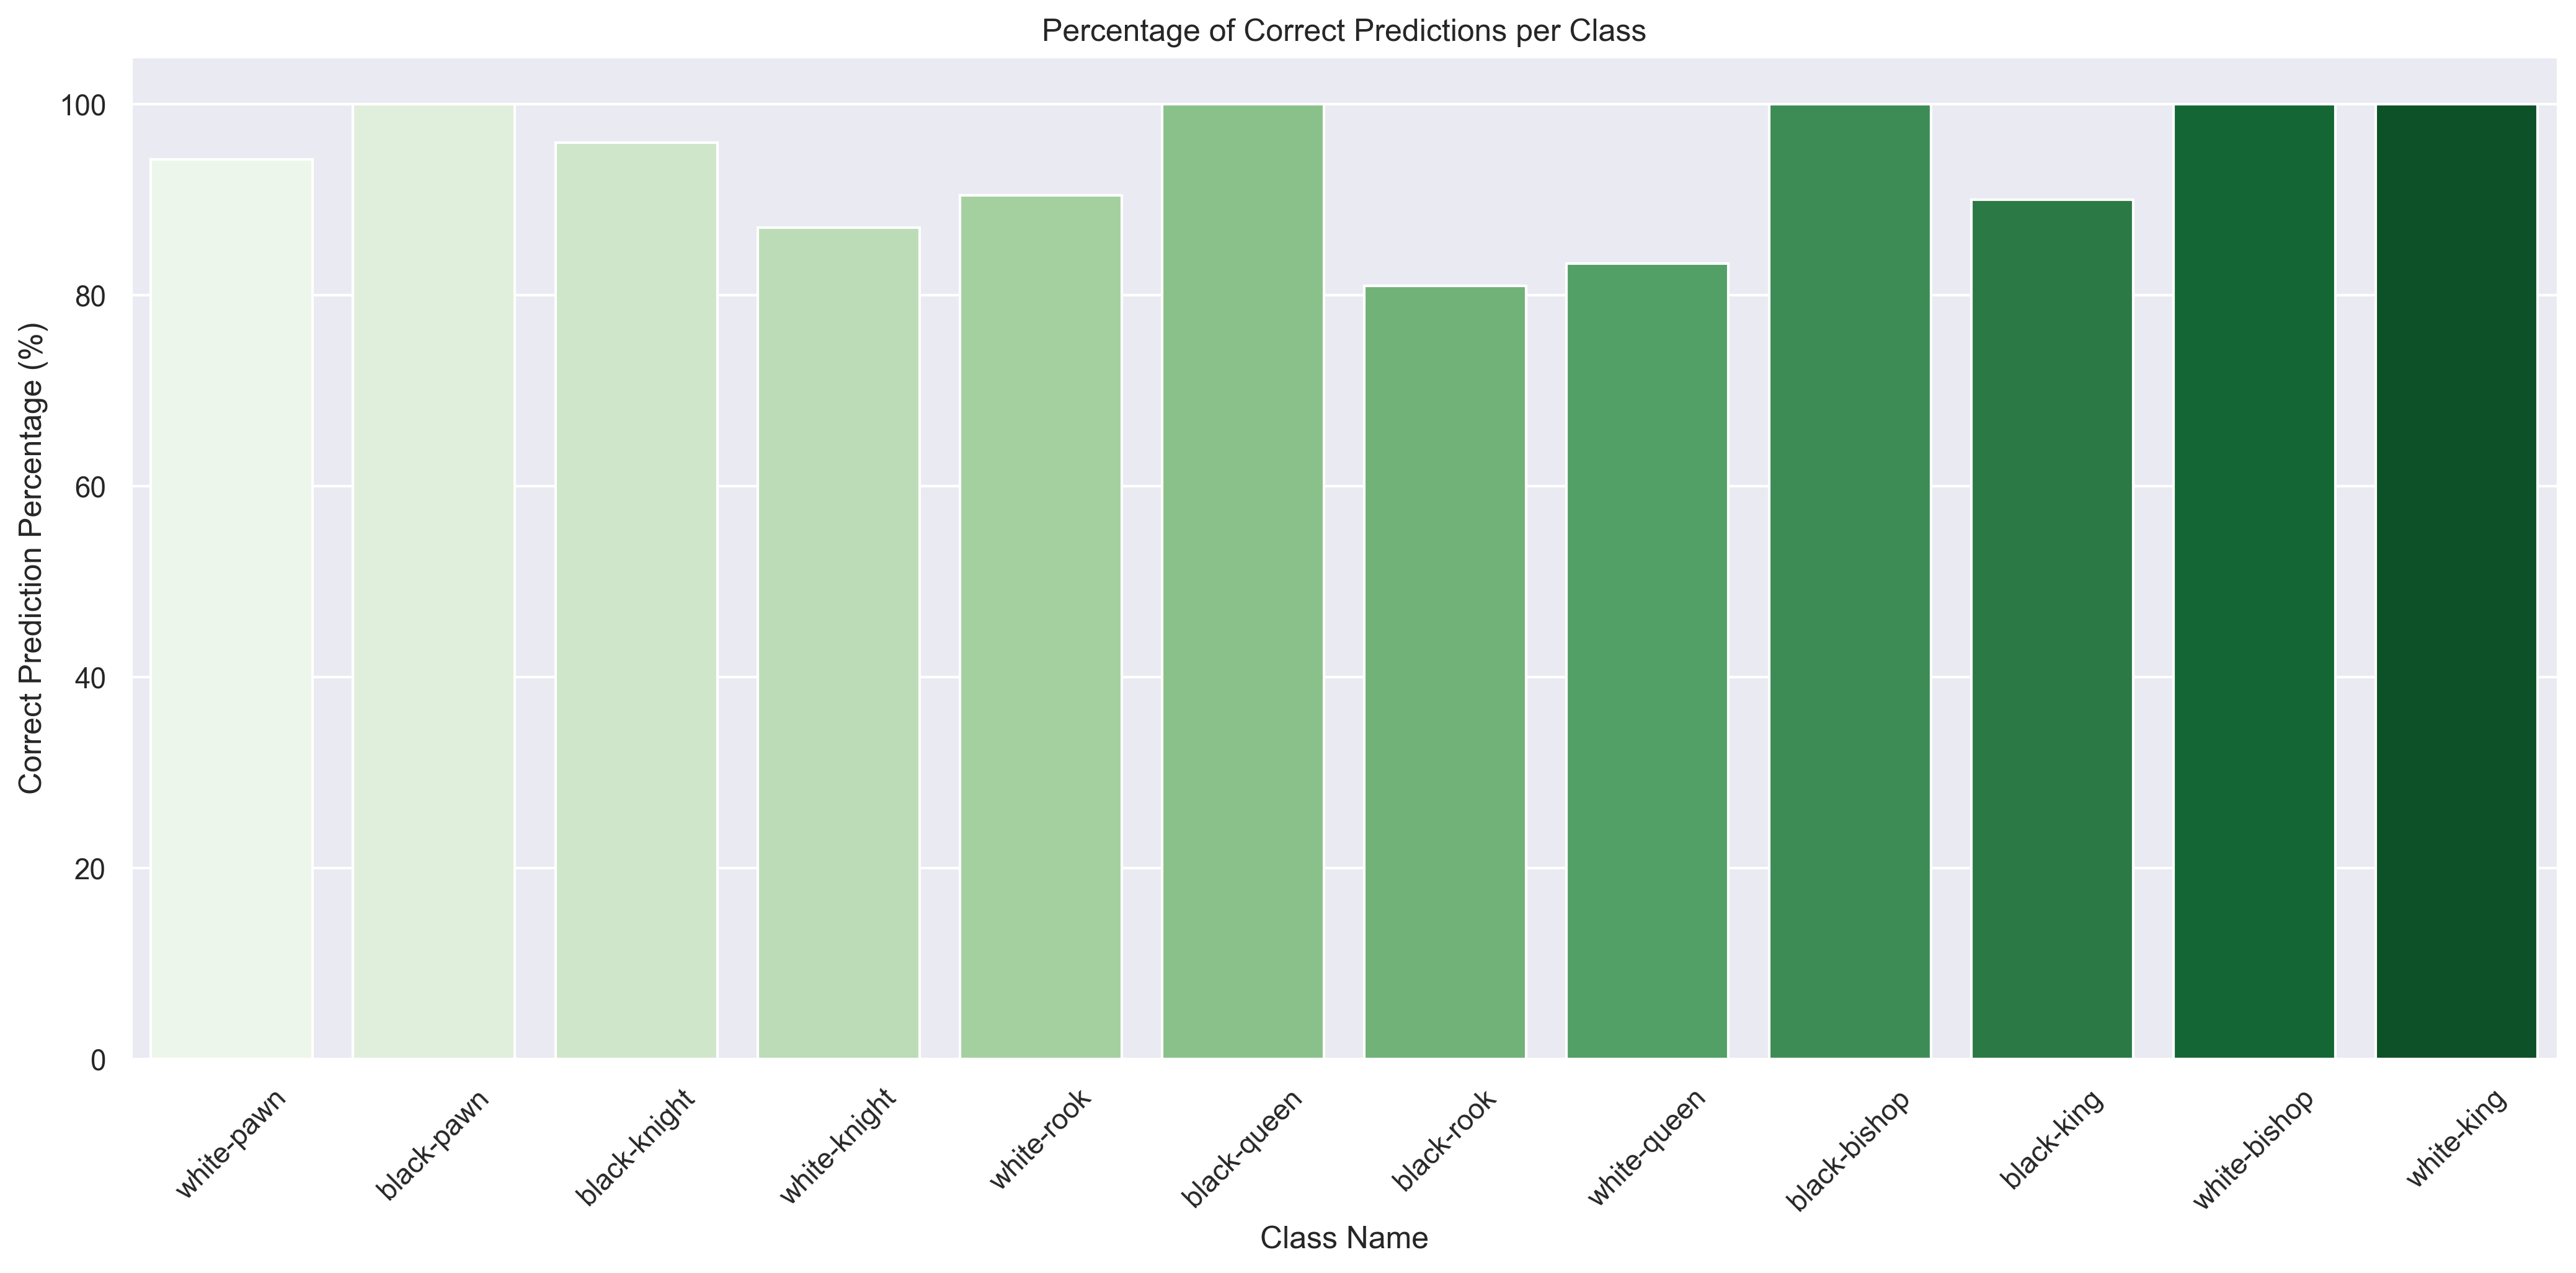 Percentage of Correct Predictions per Class
Correct Prediction Percentage (%)
100
80
60
40
20
0
white-pawn
black-pawn
black-knight
white-knight
white-rook
black-queen
black-rook
white-queen
black-bishop
black-king
white-bishop
white-king
Class Name